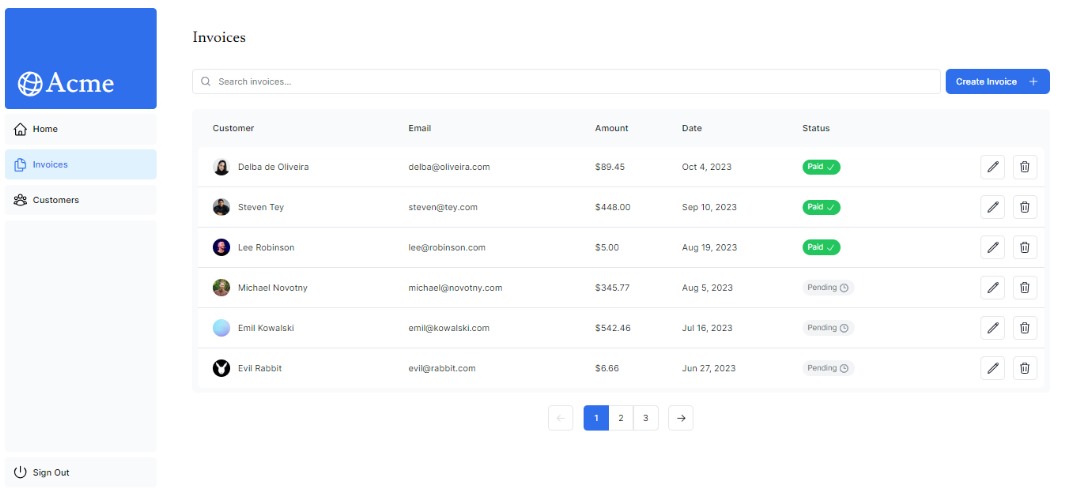 Acme
Home
Invoices
Customers
Sign Out
Invoices
Search invoices...
Create Invoice
Customer Email Amount Date Status
Delba de Oliveira delba@oliveira.com $89.45 Oct 4, 2023 Paid
Steven Tey steven@tey.com $448.00 Sep 10, 2023 Paid
Lee Robinson lee@robinson.com $5.00 Aug 19, 2023 Paid
Michael Novotny michael@novotny.com $345.77 Aug 5, 2023 Pending
Emil Kowalski emil@kowalski.com $542.46 Jul 16, 2023 Pending
Evil Rabbit evil@rabbit.com $6.66 Jun 27, 2023 Pending
1 2 3